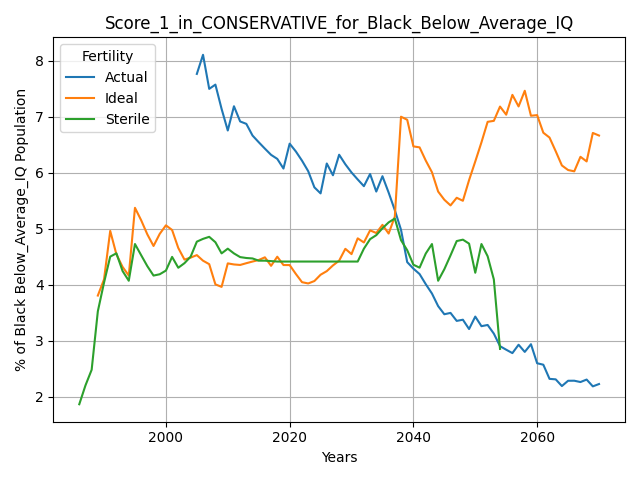 Score_1_in_CONSERVATIVE_for_Black_Below_Average_IQ
Fertility
Actual
Ideal
Sterile
% of Black Below_Average_IQ Population
8
7
6
5
4
3
2
2000
2020
2040
2060
Years